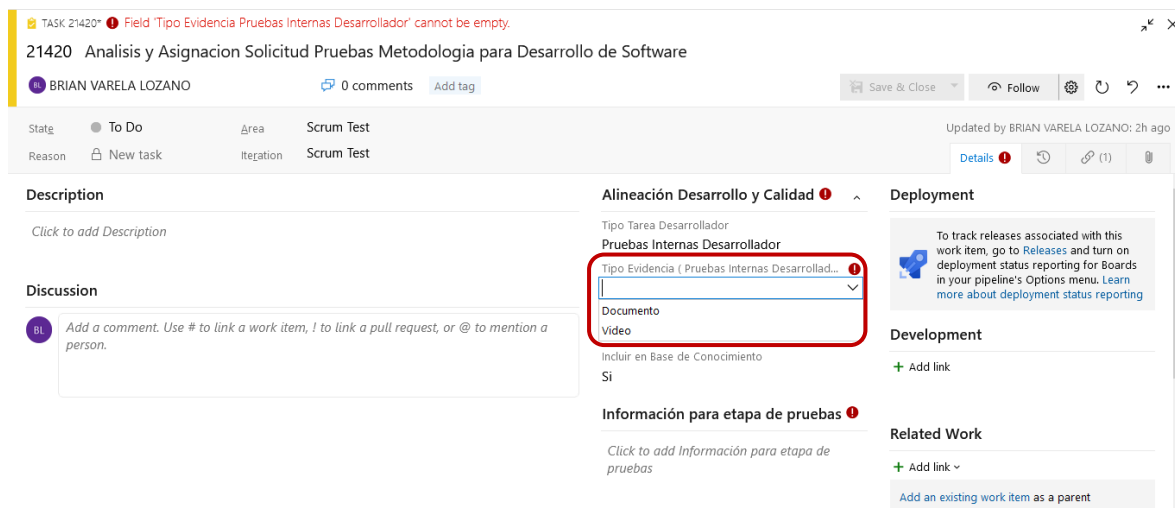 TASK 21420* Field 'Tipo Evidencia Pruebas Internas Desarrollador' cannot be empty.
21420 Analisis y Asignacion Solicitud Pruebas Metodologia para Desarrollo de Software
BL BRIAN VARELA LOZANO 0 comments Add tag Save & Close Follow
State To Do Area Scrum Test Updated by BRIAN VARELA LOZANO: 2h ago
Reason New task Iteration Scrum Test
Details (1)
Description
Click to add Description
Discussion
BL
Add a comment. Use # to link a work item, ! to link a pull request, or @ to mention a
person.
Alineación Desarrollo y Calidad
Tipo Tarea Desarrollador
Pruebas Internas Desarrollador
Tipo Evidencia ( Pruebas Internas Desarrollad...
Documento
Video
Incluir en Base de Conocimiento
Si
Información para etapa de pruebas
Click to add Información para etapa de
pruebas
Deployment
To track releases associated with this
work item, go to Releases and turn on
deployment status reporting for Boards
in your pipeline's Options menu. Learn
more about deployment status reporting
Development
+ Add link
Related Work
+ Add link
Add an existing work item as a parent